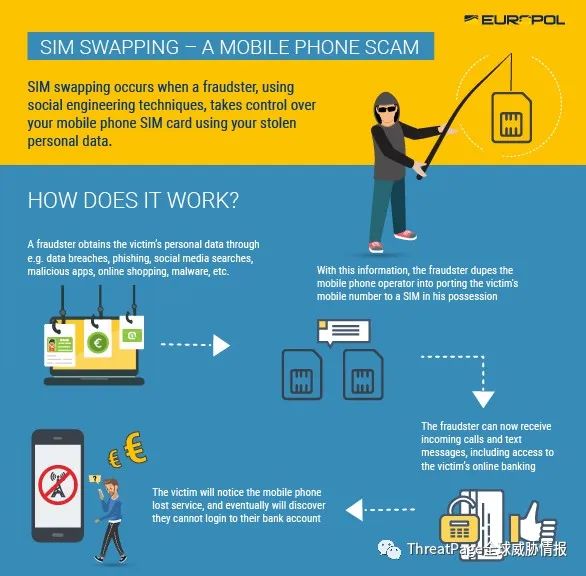 EUROPOL
SIM SWAPPING – A MOBILE PHONE SCAM
SIM swapping occurs when a fraudster, using
social engineering techniques, takes control over
your mobile phone SIM card using your stolen
personal data.
HOW DOES IT WORK?
A fraudster obtains the victim's personal data through
e.g. data breaches, phishing, social media searches,
malicious apps, online shopping, malware, etc.
With this information, the fraudster dupes the
mobile phone operator into porting the victim's
mobile number to a SIM in his possession
The fraudster can now receive
incoming calls and text
messages, including access to
the victim's online banking
The victim will notice the mobile phone
lost service, and eventually will discover
they cannot login to their bank account
ThreatPage全球威胁情报